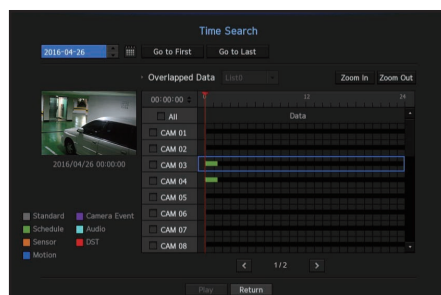 Time Search
2016-04-26 Go to First Go to Last
Overlapped Data List0 Zoom In Zoom Out
00:00:00 0 12 24
All Data
CAM 01
CAM 02
CAM 03
CAM 04
CAM 05
CAM 06
CAM 07
CAM 08
2016/04/26 00:00:00
Standard Camera Event
Schedule Audio
Sensor DST
Motion
< 1/2 >
Play Return